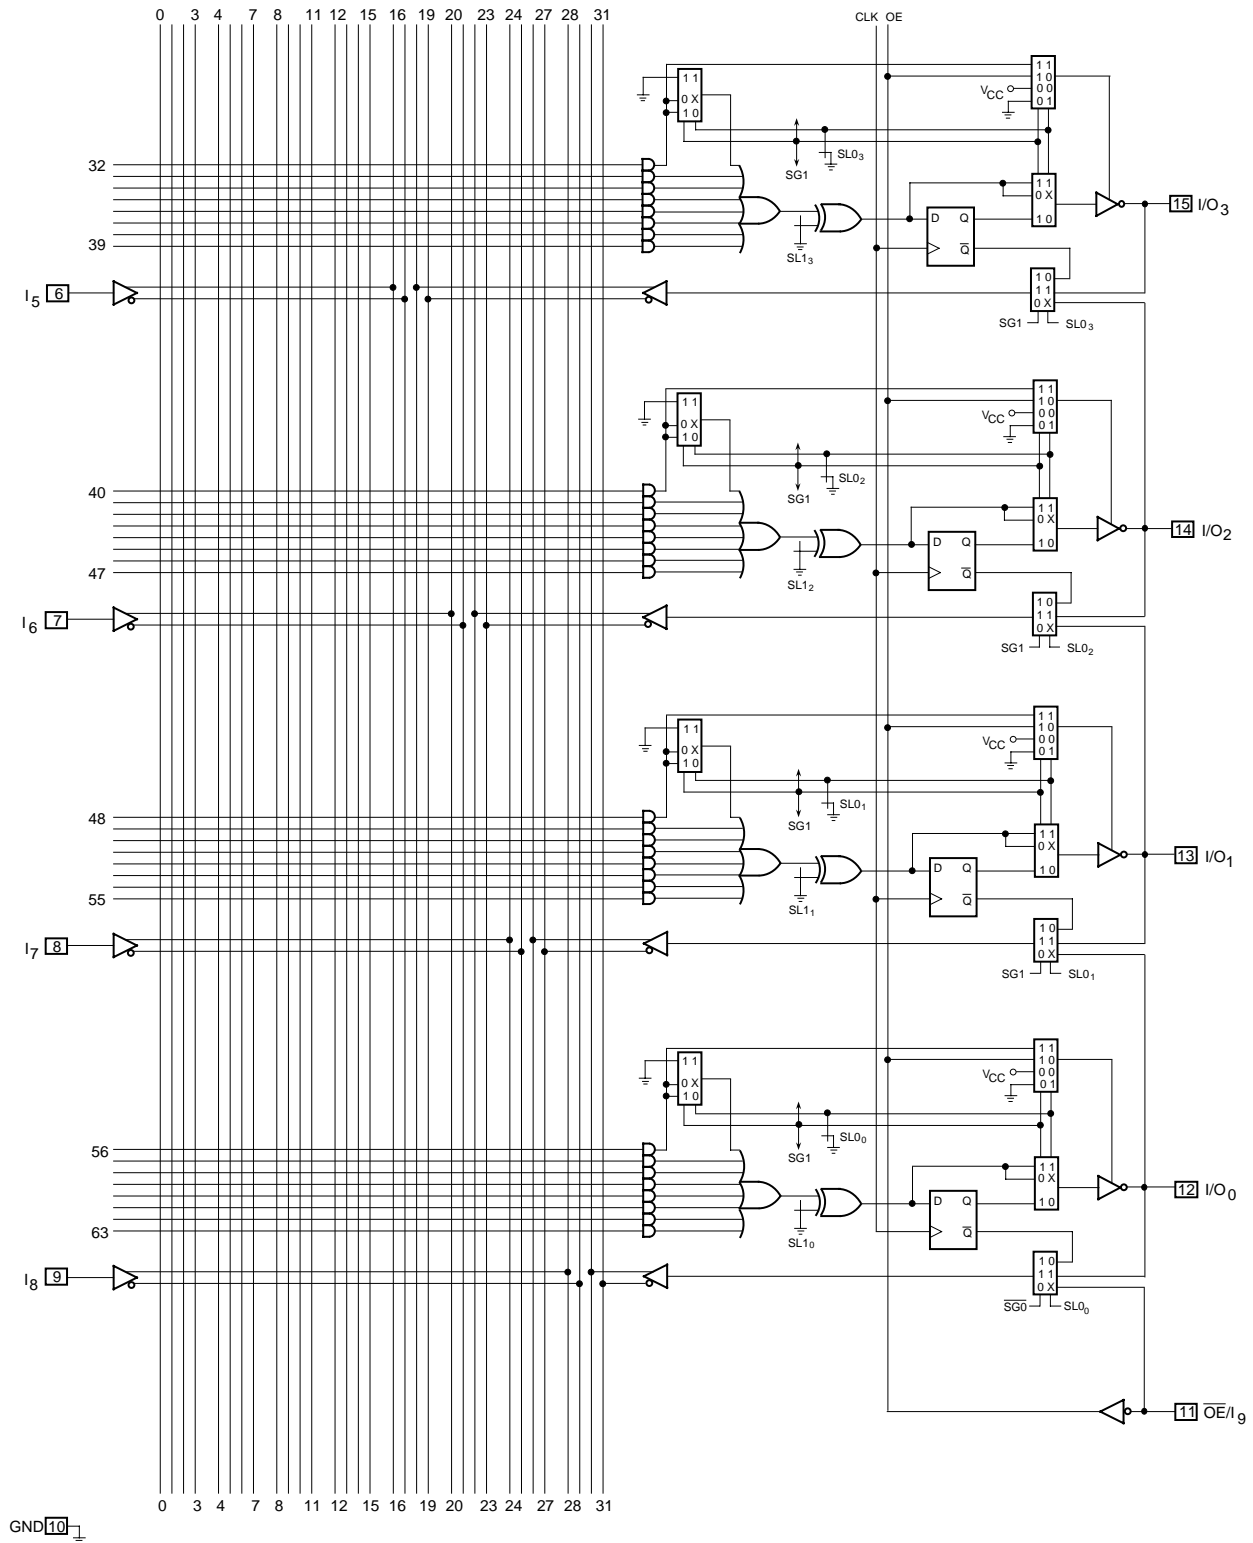 0 3 4 7 8 11 12 15 16 19 20 23 24 27 28 31
CLK OE
1 1
1 0
0 0
0 1
VCC
1 1
0 X
1 0
SL0₃
SG1
32
39
SL1₃
D Q
Q̅
1 1
0 X
1 0
15 I/O₃
I₅ 6
1 0
1 1
0 X
SG1 SL0₃
1 1
1 0
0 0
0 1
VCC
1 1
0 X
1 0
SL0₂
SG1
40
47
SL1₂
D Q
Q̅
1 1
0 X
1 0
14 I/O₂
I₆ 7
1 0
1 1
0 X
SG1 SL0₂
1 1
1 0
0 0
0 1
VCC
1 1
0 X
1 0
SL0₁
SG1
48
55
SL1₁
D Q
Q̅
1 1
0 X
1 0
13 I/O₁
I₇ 8
1 0
1 1
0 X
SG1 SL0₁
1 1
1 0
0 0
0 1
VCC
1 1
0 X
1 0
SL0₀
SG1
56
63
SL1₀
D Q
Q̅
1 1
0 X
1 0
12 I/O₀
I₈ 9
1 0
1 1
0 X
S̅G̅0̅ SL0₀
11 O̅E̅/I₉
0 3 4 7 8 11 12 15 16 19 20 23 24 27 28 31
GND 10